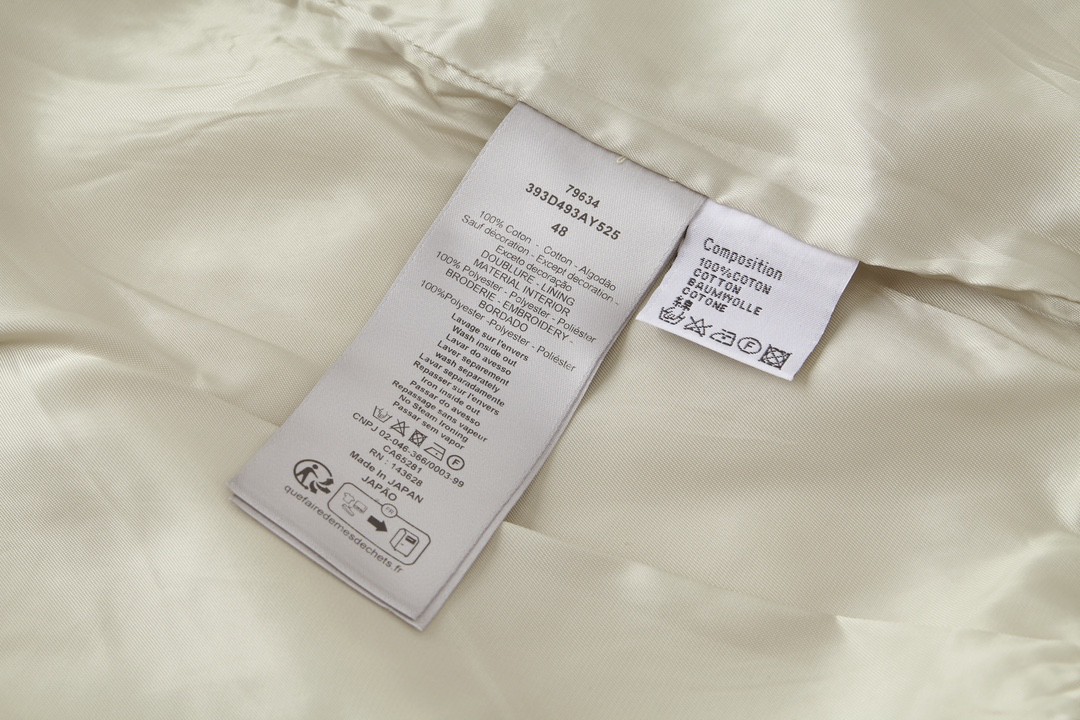 79634
393D493AY525
48
100% Coton - Cotton - Algodão
Sauf décoration - Except decoration -
Exceto decoração
DOUBLURE - LINING
MATERIAL INTERIOR
100% Polyester - Polyester - Poliéster
BRODERIE - EMBROIDERY -
BORDADO
100%Polyester -Polyester - Poliéster
Lavage sur l'envers
Wash inside out
Lavar do avesso
Laver separement
wash separately
Lavar separadamente
Repasser sur l'envers
Iron inside out
Passar do avesso
Repassage sans vapeur
No Steam Ironing
Passar sem vapor
F
CNPJ 02-046-366/0003-99
CA65281
RN : 143628
Made In JAPAN
JAPÃO
quefairedemesdechets.fr
Composition
100%COTON
COTTON
BAUMWOLLE
COTONE
F